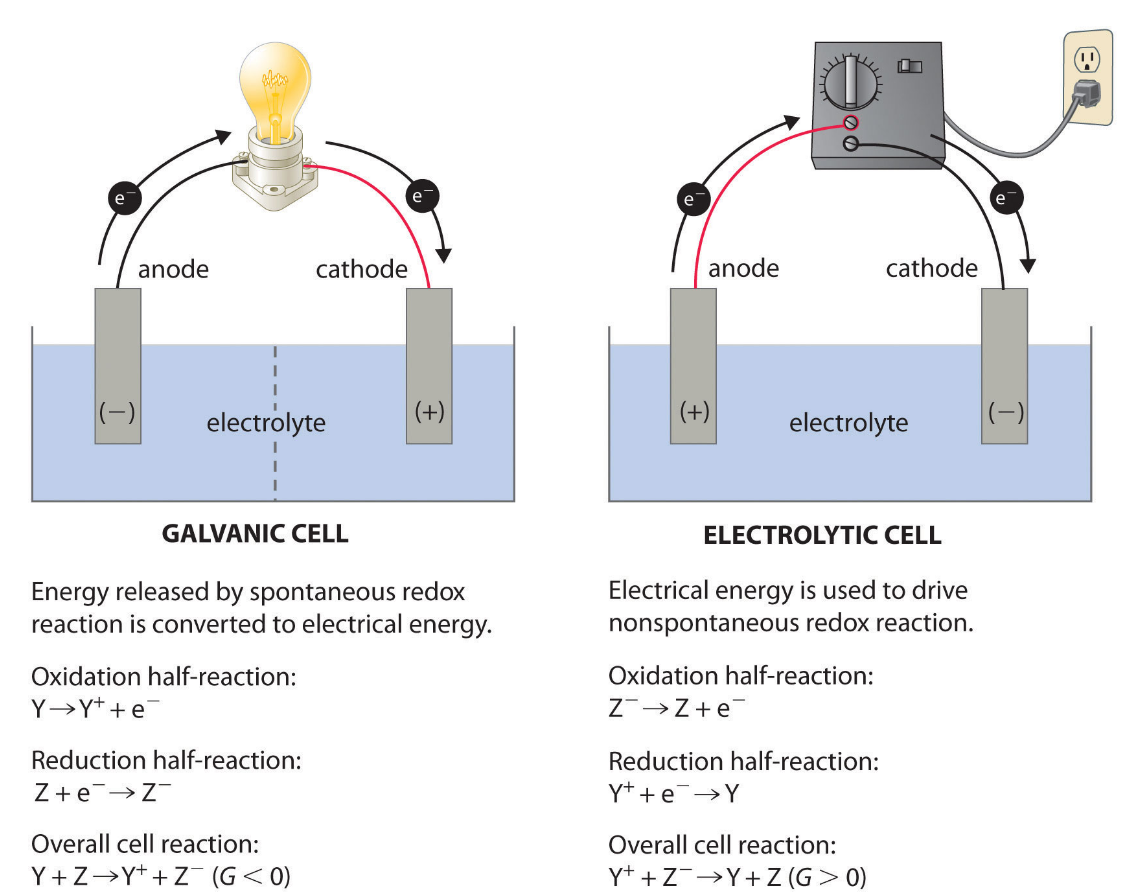 e⁻
e⁻
anode
cathode
(−)
(+)
electrolyte
GALVANIC CELL
Energy released by spontaneous redox
reaction is converted to electrical energy.
Oxidation half-reaction:
Y → Y⁺ + e⁻
Reduction half-reaction:
Z + e⁻ → Z⁻
Overall cell reaction:
Y + Z → Y⁺ + Z⁻ (G < 0)
e⁻
e⁻
anode
cathode
(+)
(−)
electrolyte
ELECTROLYTIC CELL
Electrical energy is used to drive
nonspontaneous redox reaction.
Oxidation half-reaction:
Z⁻ → Z + e⁻
Reduction half-reaction:
Y⁺ + e⁻ → Y
Overall cell reaction:
Y⁺ + Z⁻ → Y + Z (G > 0)